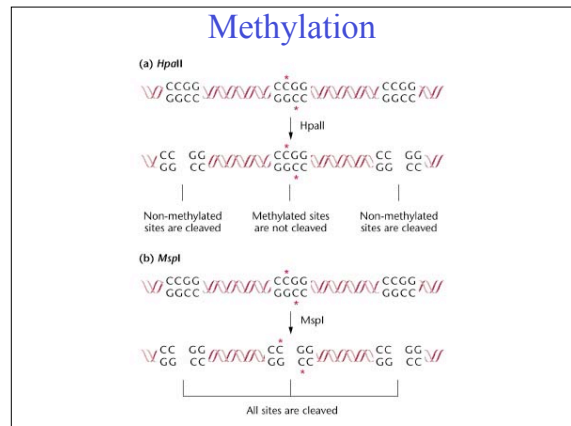 Methylation
(a) HpaII
* 
CCGG CCGG CCGG
GGCC GGCC GGCC
*
HpaII
*
CC GG CCGG CC GG
GG CC GGCC GG CC
*
Non-methylated Methylated sites Non-methylated
sites are cleaved are not cleaved sites are cleaved
(b) MspI
*
CCGG CCGG CCGG
GGCC GGCC GGCC
*
MspI
*
CC GG CC GG CC GG
GG CC GG CC GG CC
*
All sites are cleaved